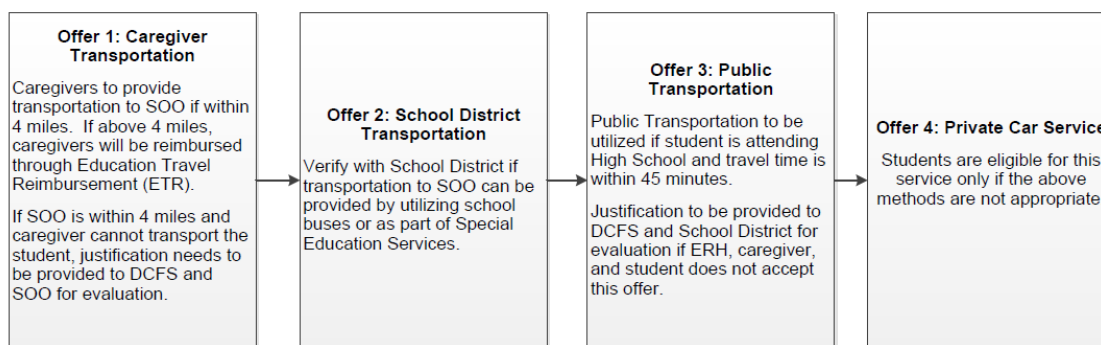 Offer 1: Caregiver
Transportation
Caregivers to provide
transportation to SOO if within
4 miles.  If above 4 miles,
caregivers will be reimbursed
through Education Travel
Reimbursement (ETR).
If SOO is within 4 miles and
caregiver cannot transport the
student, justification needs to
be provided to DCFS and
SOO for evaluation.
Offer 2: School District
Transportation
Verify with School District if
transportation to SOO can be
provided by utilizing school
buses or as part of Special
Education Services.
Offer 3: Public
Transportation
Public Transportation to be
utilized if student is attending
High School and travel time is
within 45 minutes.
Justification to be provided to
DCFS and School District for
evaluation if ERH, caregiver,
and student does not accept
this offer.
Offer 4: Private Car Service
Students are eligible for this
service only if the above
methods are not appropriate